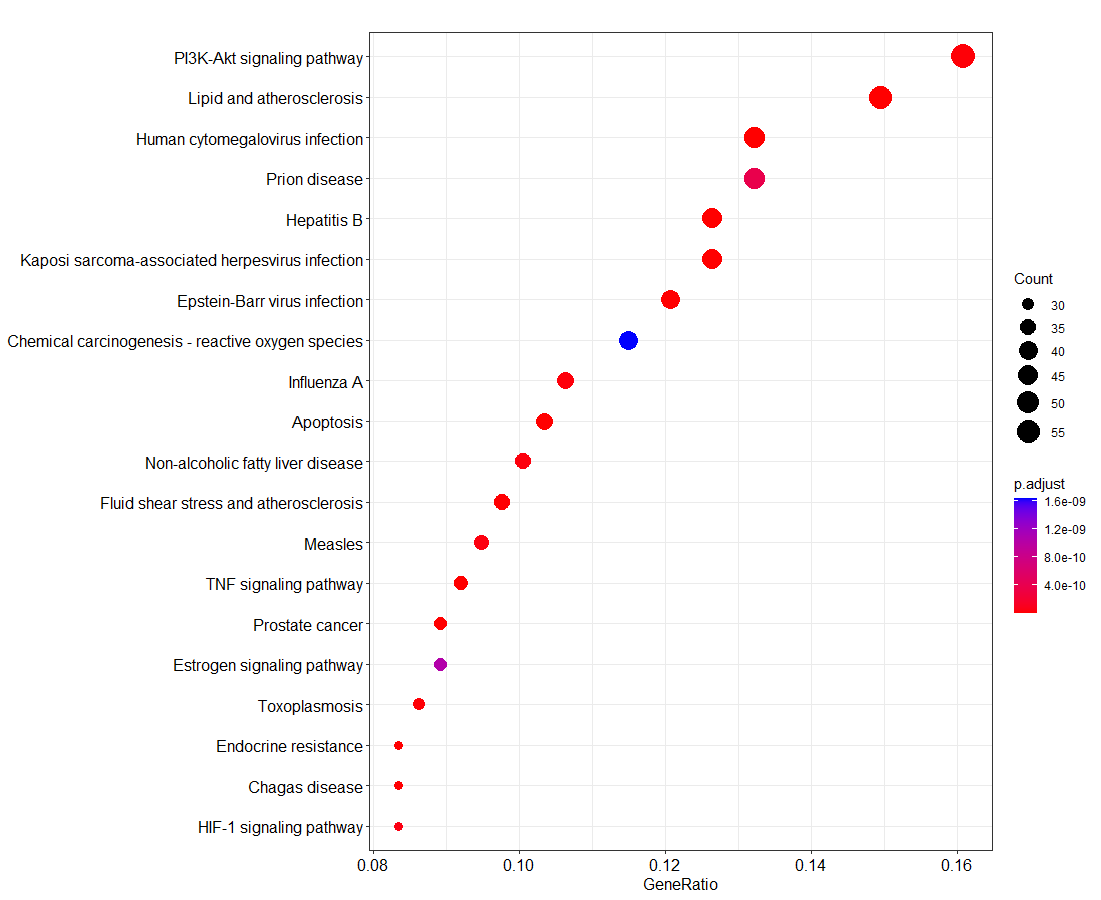 PI3K-Akt signaling pathway
Lipid and atherosclerosis
Human cytomegalovirus infection
Prion disease
Hepatitis B
Kaposi sarcoma-associated herpesvirus infection
Epstein-Barr virus infection
Chemical carcinogenesis - reactive oxygen species
Influenza A
Apoptosis
Non-alcoholic fatty liver disease
Fluid shear stress and atherosclerosis
Measles
TNF signaling pathway
Prostate cancer
Estrogen signaling pathway
Toxoplasmosis
Endocrine resistance
Chagas disease
HIF-1 signaling pathway
0.08 0.10 0.12 0.14 0.16
GeneRatio
Count
30
35
40
45
50
55
p.adjust
1.6e-09
1.2e-09
8.0e-10
4.0e-10